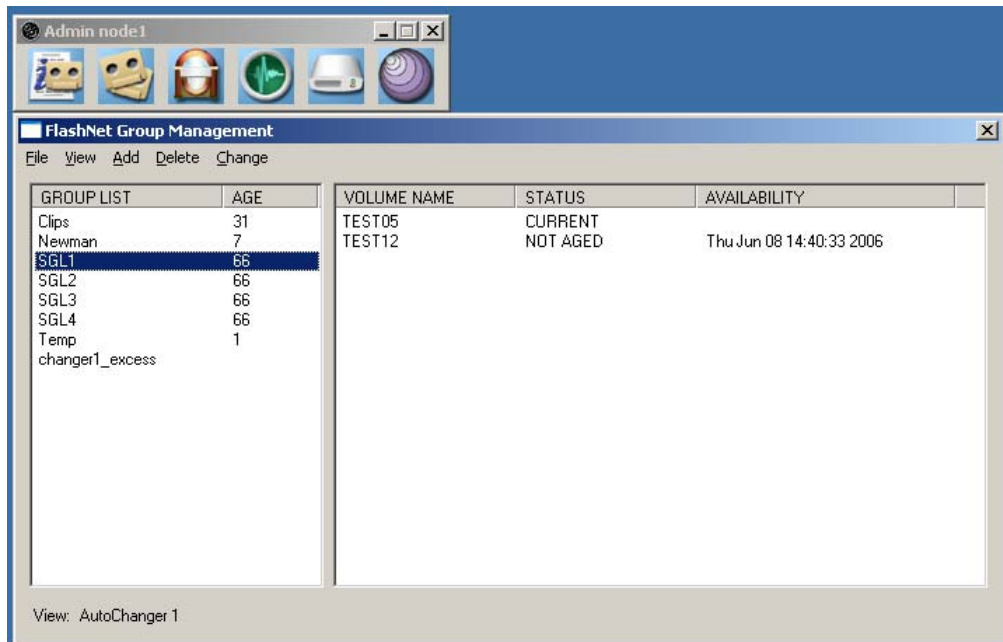 Admin node1
FlashNet Group Management
File View Add Delete Change
GROUP LIST AGE
Clips 31
Newman 7
SGL1 66
SGL2 66
SGL3 66
SGL4 66
Temp 1
changer1_excess
VOLUME NAME STATUS AVAILABILITY
TEST05 CURRENT
TEST12 NOT AGED Thu Jun 08 14:40:33 2006
View: AutoChanger 1